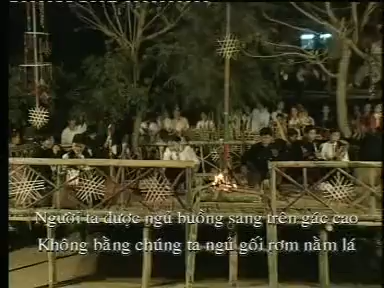 Người ta được ngủ buồng sang trên gác cao
Không bằng chúng ta ngủ gối rơm nằm lá